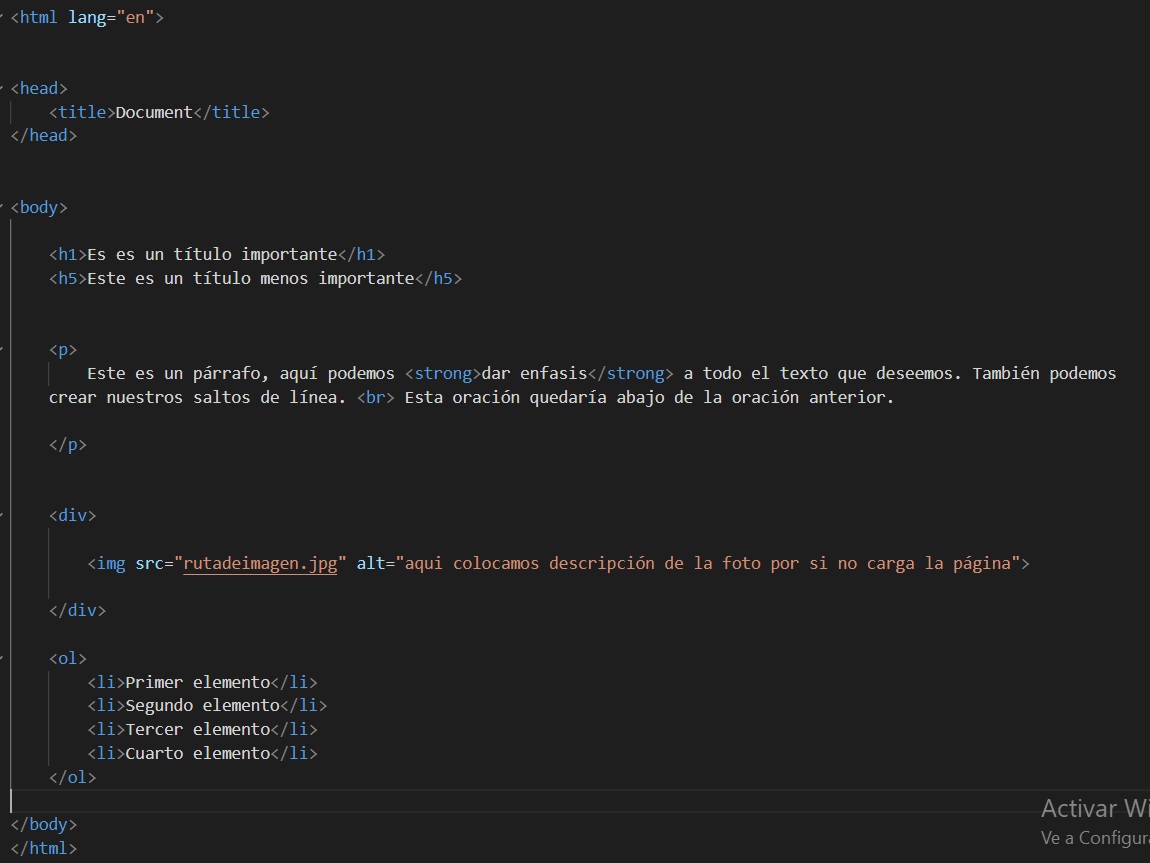 <html lang="en">
<head>
<title>Document</title>
</head>
<body>
<h1>Es es un título importante</h1>
<h5>Este es un título menos importante</h5>
<p>
Este es un párrafo, aquí podemos <strong>dar enfasis</strong> a todo el texto que deseemos. También podemos
crear nuestros saltos de línea. <br> Esta oración quedaría abajo de la oración anterior.
</p>
<div>
<img src="rutadeimagen.jpg" alt="aqui colocamos descripción de la foto por si no carga la página">
</div>
<ol>
<li>Primer elemento</li>
<li>Segundo elemento</li>
<li>Tercer elemento</li>
<li>Cuarto elemento</li>
</ol>
</body>
</html>
Activar Wi
Ve a Configura